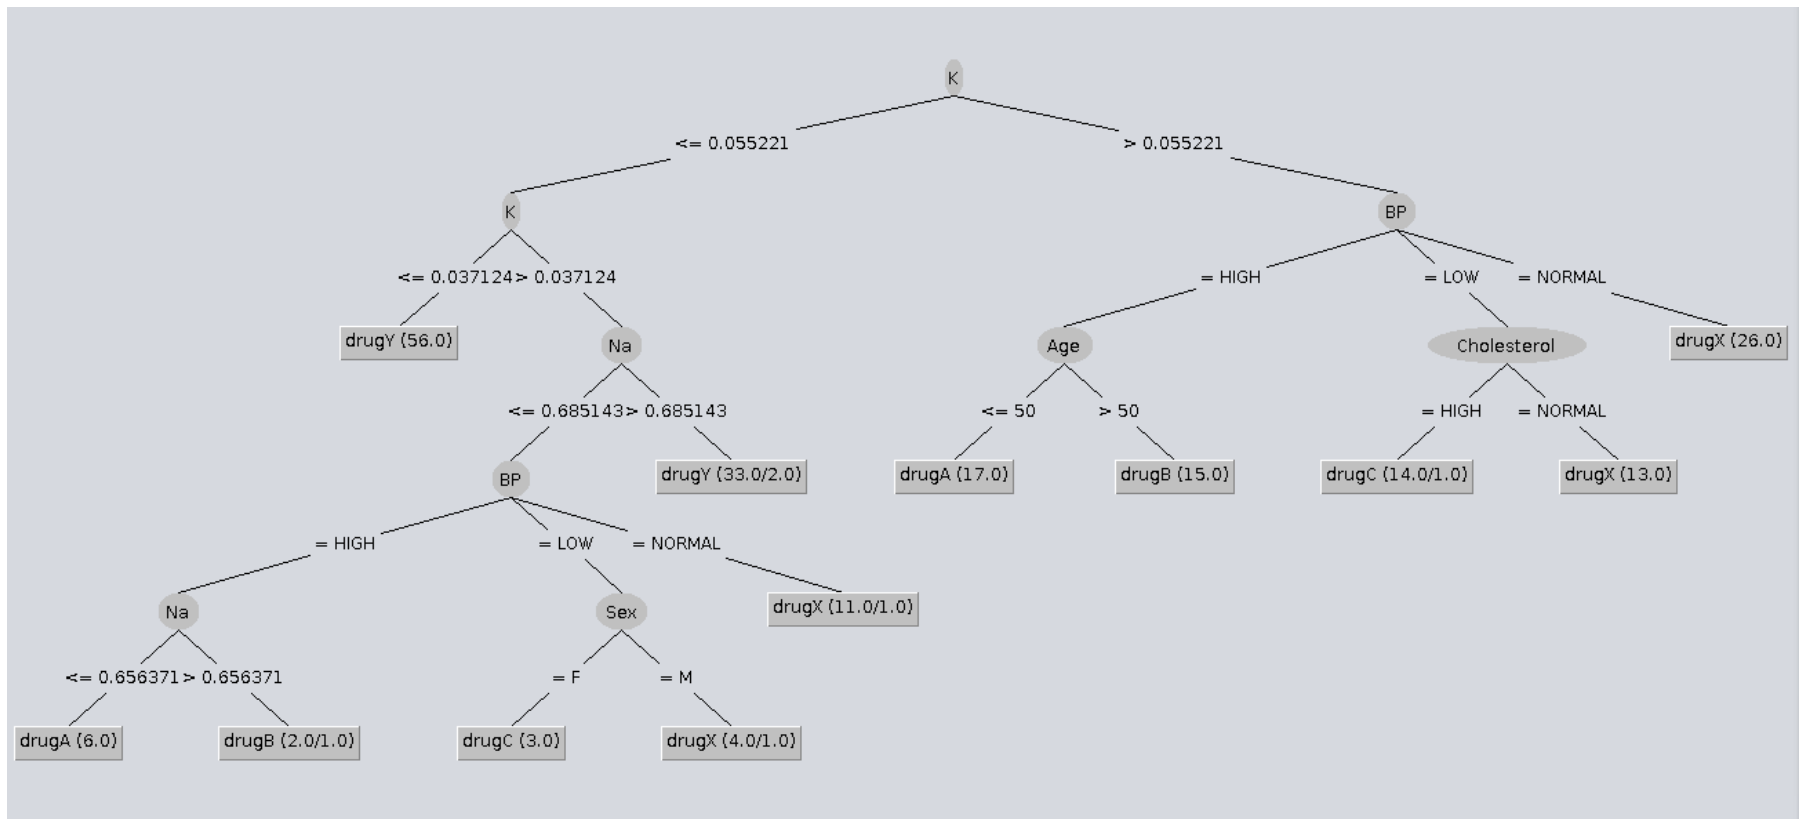 K
<= 0.055221 > 0.055221
K BP
<= 0.037124 > 0.037124 = HIGH = LOW = NORMAL
drugY (56.0) Na Age Cholesterol drugX (26.0)
<= 0.685143 > 0.685143 <= 50 > 50 = HIGH = NORMAL
BP drugY (33.0/2.0) drugA (17.0) drugB (15.0) drugC (14.0/1.0) drugX (13.0)
= HIGH = LOW = NORMAL
Na Sex drugX (11.0/1.0)
<= 0.656371 > 0.656371 = F = M
drugA (6.0) drugB (2.0/1.0) drugC (3.0) drugX (4.0/1.0)